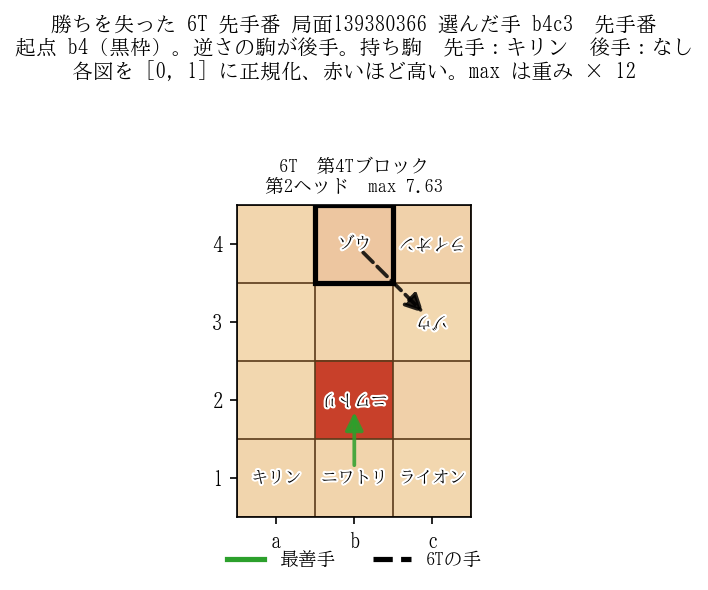 勝ちを失った 6T 先手番 局面139380366 選んだ手 b4c3　先手番
起点 b4（黒枠）。逆さの駒が後手。持ち駒　先手：キリン　後手：なし
各図を [0, 1] に正規化、赤いほど高い。max は重み × 12
6T　第4Tブロック
第2ヘッド　max 7.63
4
ゾウ
ライオン
3
ゾウ
2
ニワトリ
1
キリン
ニワトリ
ライオン
a
b
c
最善手
6Tの手